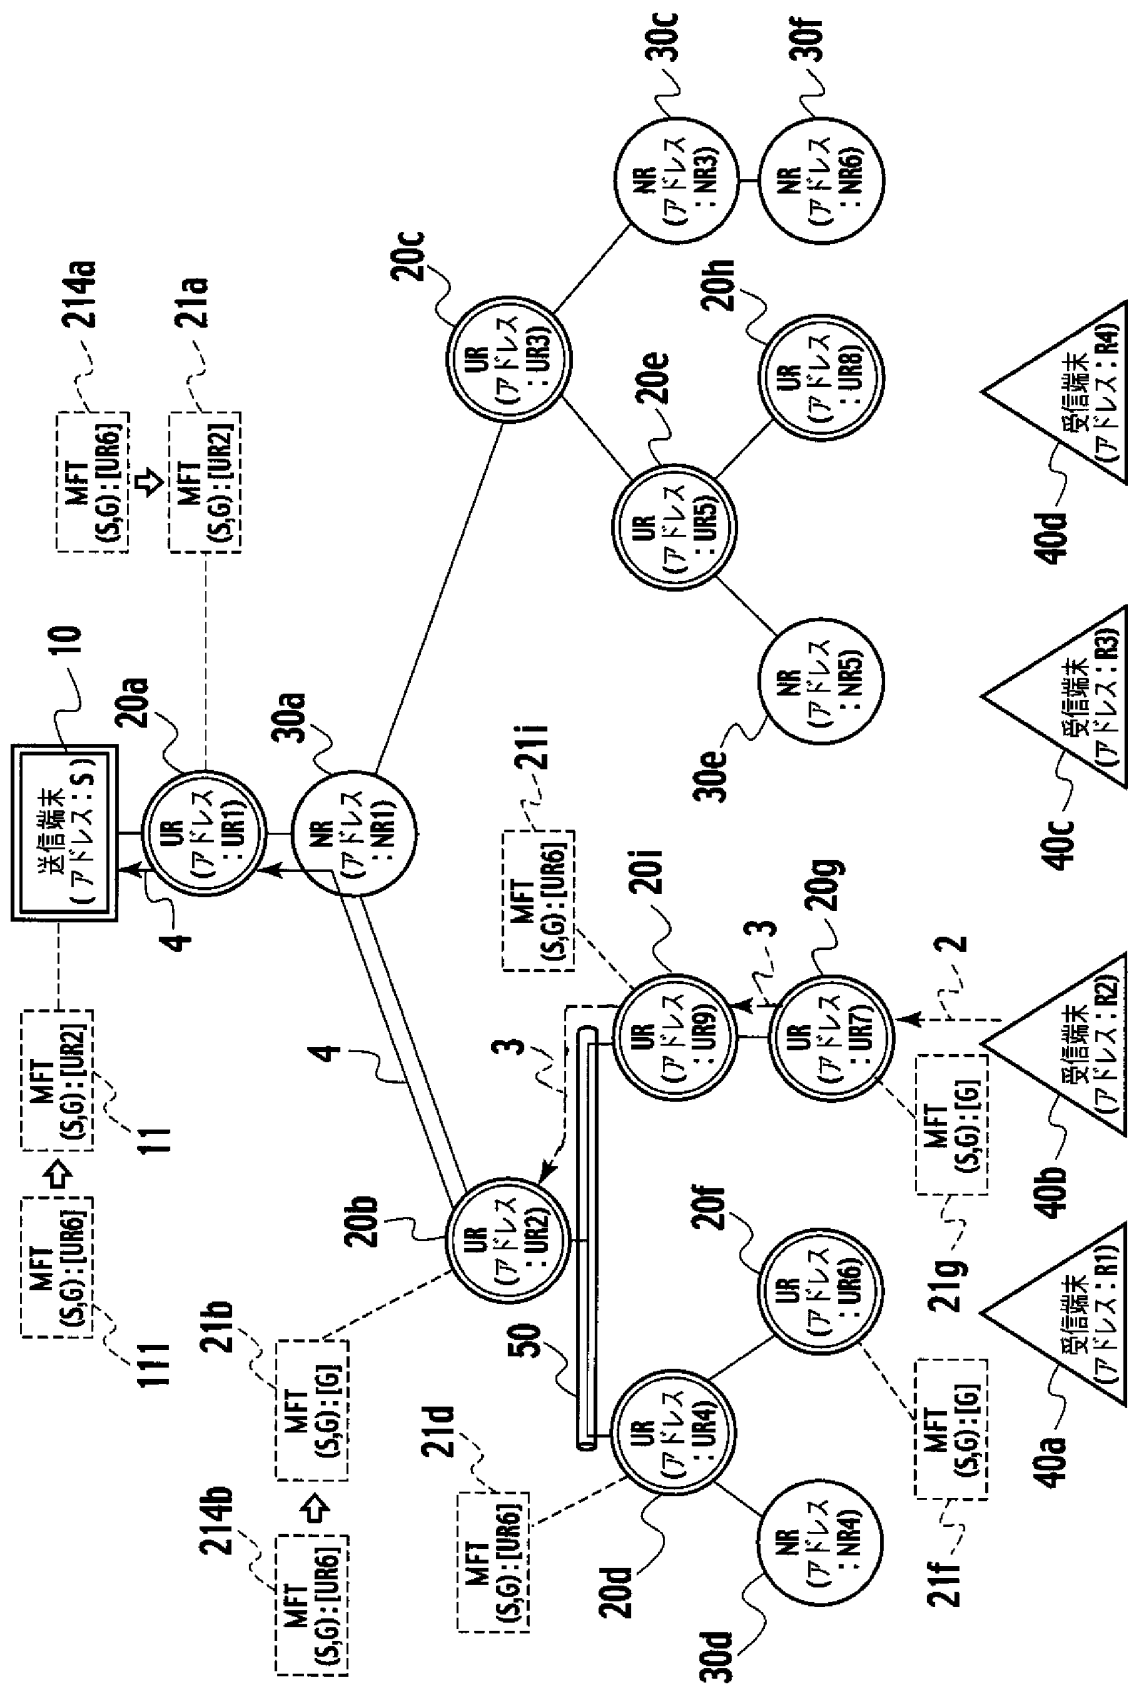 送信端末
(アドレス:S)
10
MFT
(S,G):[UR6]
111
MFT
(S,G):[UR2]
11
4
UR
(アドレス
:UR1)
20a
MFT
(S,G):[UR6]
214a
MFT
(S,G):[UR2]
21a
NR
(アドレス
:NR1)
30a
4
MFT
(S,G):[UR6]
214b
MFT
(S,G):[G]
21b
UR
(アドレス
:UR2)
20b
UR
(アドレス
:UR3)
20c
50
3
MFT
(S,G):[UR6]
21d
UR
(アドレス
:UR4)
20d
MFT
(S,G):[UR6]
21i
UR
(アドレス
:UR9)
20i
UR
(アドレス
:UR5)
20e
NR
(アドレス
:NR3)
30c
3
NR
(アドレス
:NR4)
30d
UR
(アドレス
:UR6)
20f
UR
(アドレス
:UR7)
20g
NR
(アドレス
:NR5)
30e
UR
(アドレス
:UR8)
20h
NR
(アドレス
:NR6)
30f
MFT
(S,G):[G]
21f
MFT
(S,G):[G]
21g
2
受信端末
(アドレス:R1)
40a
受信端末
(アドレス:R2)
40b
受信端末
(アドレス:R3)
40c
受信端末
(アドレス:R4)
40d